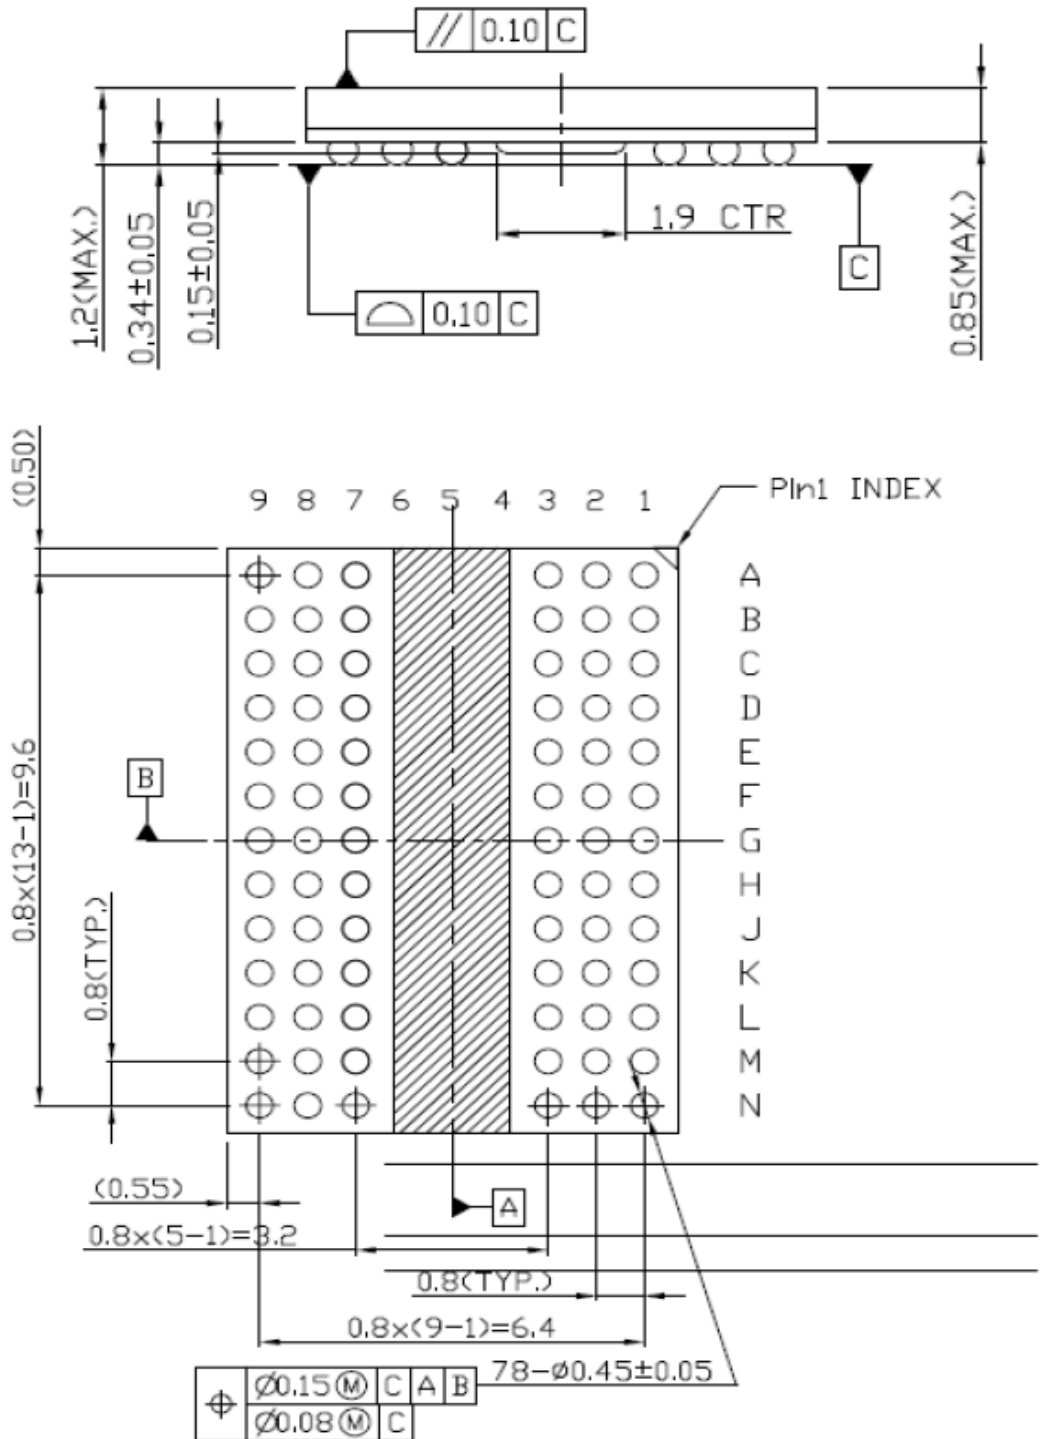 // 0.10 C
1.2(MAX.)
0.34±0.05
0.15±0.05
1.9 CTR
C
0.85(MAX.)
⌓ 0.10 C
(0.50)
9 8 7 6 5 4 3 2 1
PIn1 INDEX
A
B
C
D
E
F
G
H
J
K
L
M
N
B
0.8x(13-1)=9.6
0.8(TYP.)
(0.55)
A
0.8x(5-1)=3.2
0.8(TYP.)
0.8x(9-1)=6.4
78-Ø0.45±0.05
⌖ Ø0.15 Ⓜ C A B
Ø0.08 Ⓜ C